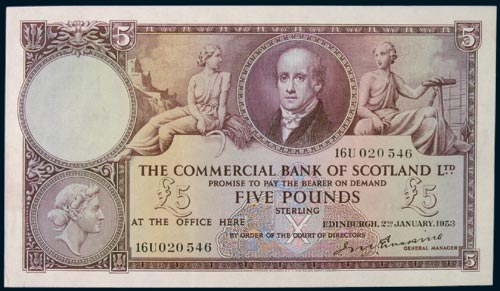 5 5
16U 020 546
THE COMMERCIAL BANK OF SCOTLAND LTD.
PROMISE TO PAY THE BEARER ON DEMAND
£5 FIVE POUNDS £5
STERLING
AT THE OFFICE HERE EDINBURGH, 2ND JANUARY, 1953
BY ORDER OF THE COURT OF DIRECTORS
16U 020 546 X
GENERAL MANAGER
5 5